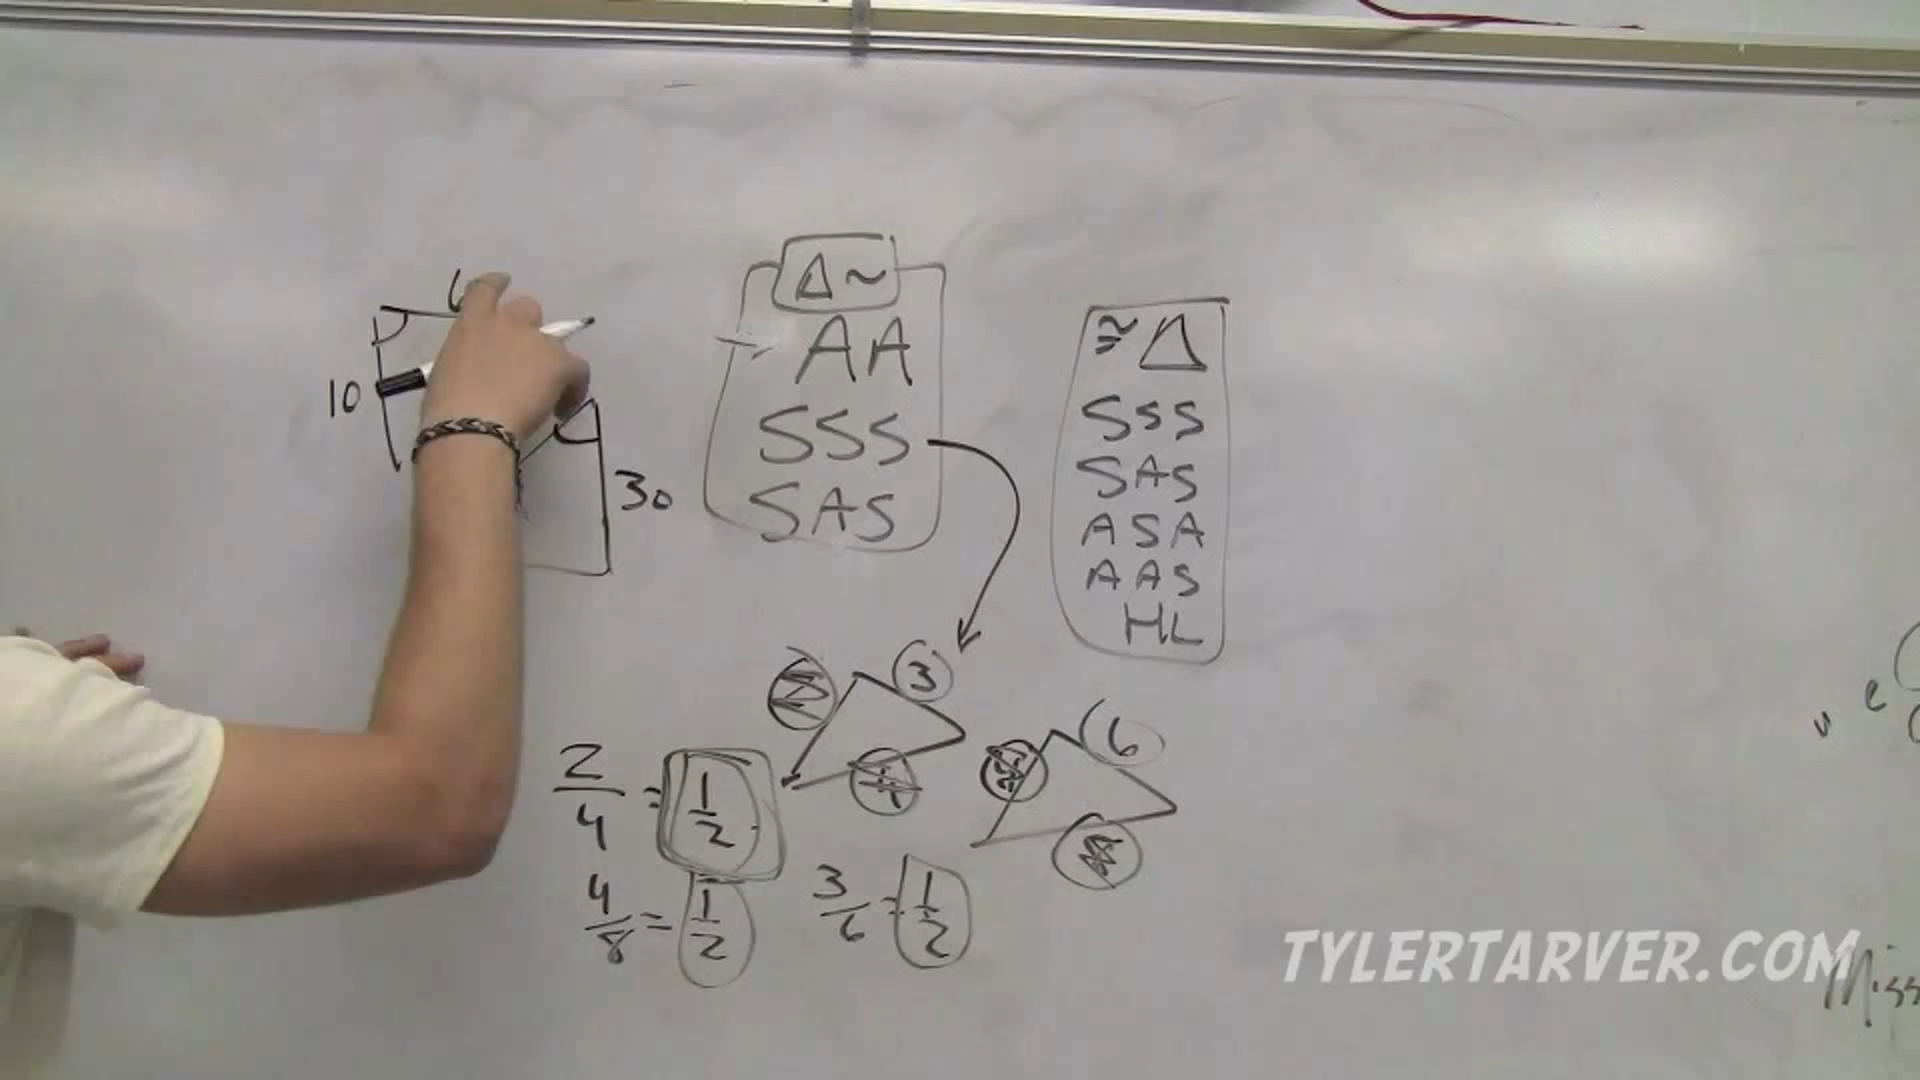 △ ~
AA
SSS
SAS
≅ △
SSS
SAS
ASA
AAS
HL
10
30
3
6
2/4 = 1/2
4/8 = 1/2
3/6 = 1/2
TYLERTARVER.COM
Miss